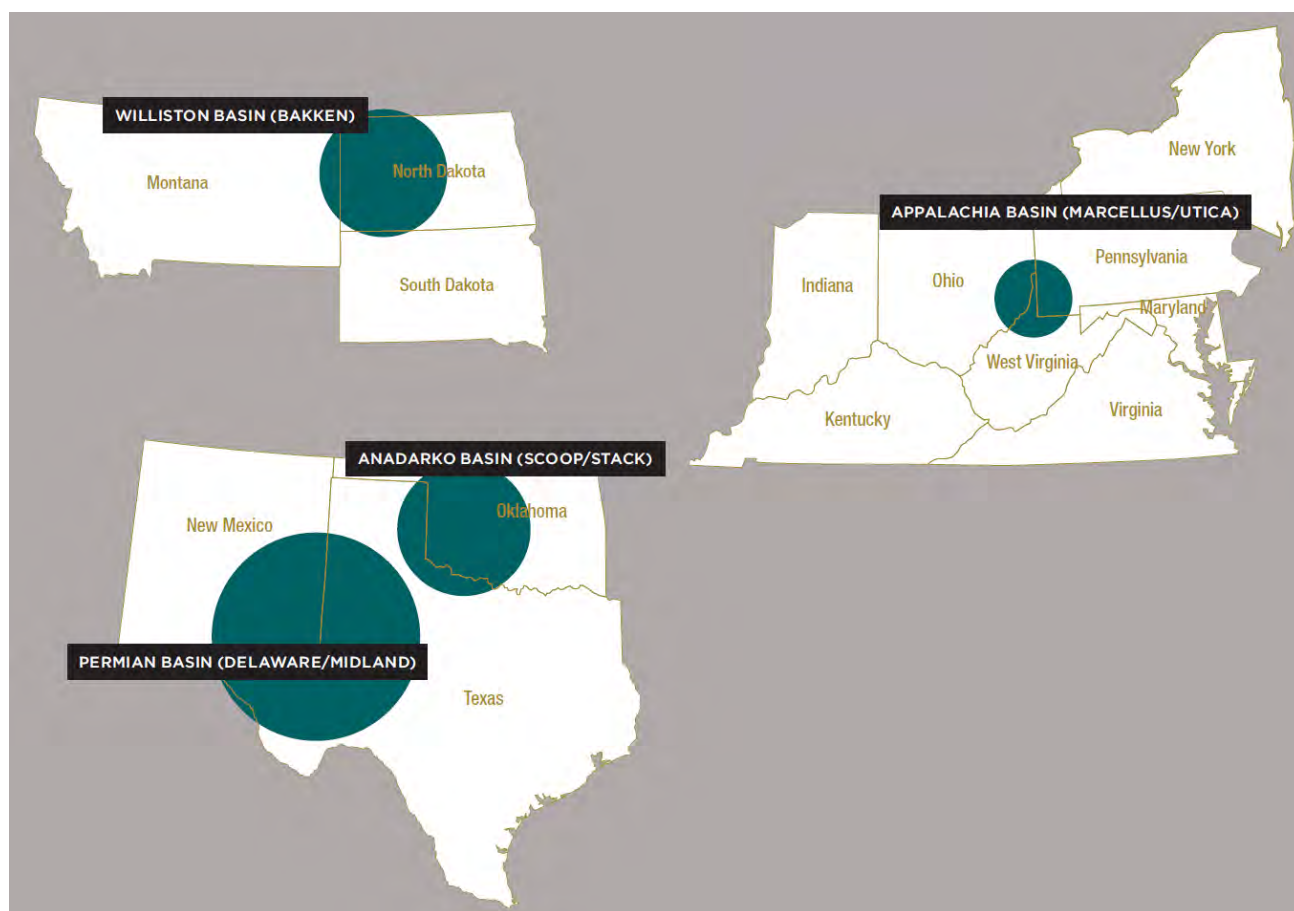 WILLISTON BASIN (BAKKEN)
Montana
North Dakota
South Dakota
New York
APPALACHIA BASIN (MARCELLUS/UTICA)
Pennsylvania
Indiana
Ohio
Maryland
West Virginia
Kentucky
Virginia
ANADARKO BASIN (SCOOP/STACK)
New Mexico
Oklahoma
PERMIAN BASIN (DELAWARE/MIDLAND)
Texas